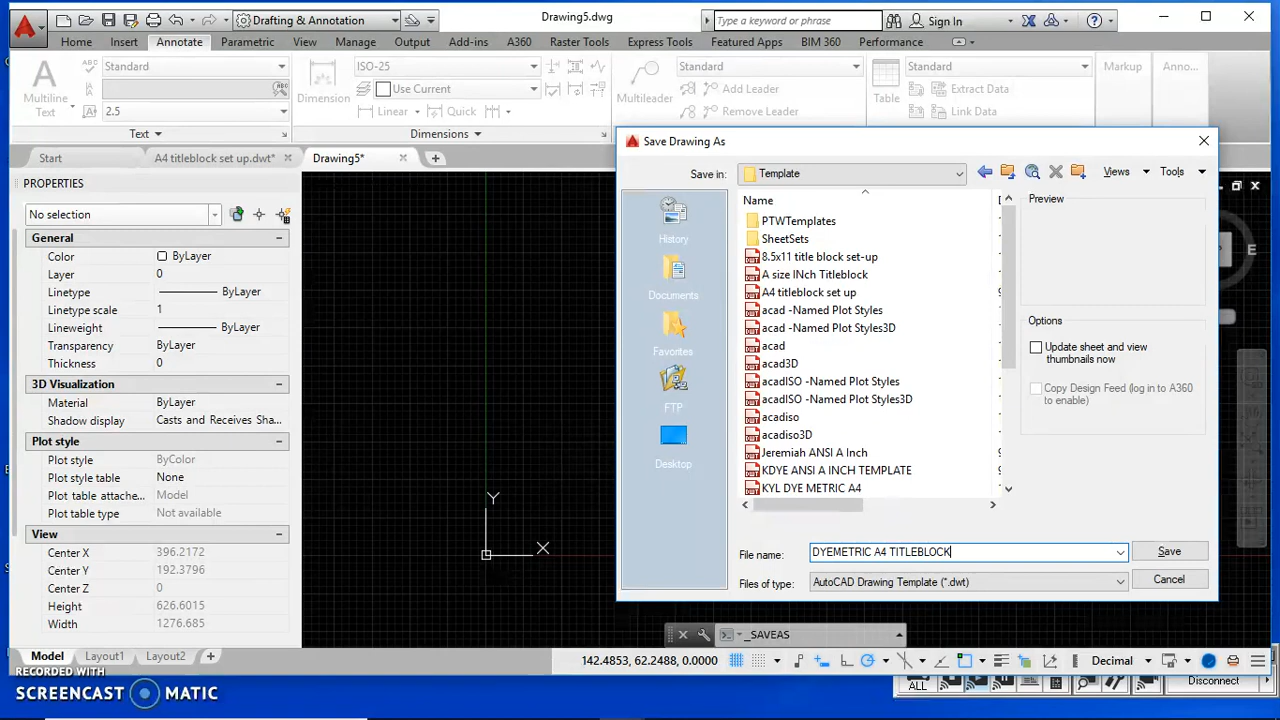 Drafting & Annotation
Drawing5.dwg
Type a keyword or phrase
Sign In
Home Insert Annotate Parametric View Manage Output Add-ins A360 Raster Tools Express Tools Featured Apps BIM 360 Performance
Standard
ISO-25
Standard
Standard
Markup
Anno...
Use Current
Add Leader
Extract Data
Multiline
Text
2.5
Dimension
Linear
Quick
Multileader
Remove Leader
Table
Link Data
Text
Dimensions
Start
A4 titleblock set up.dwt*
Drawing5*
PROPERTIES
No selection
General
Color ByLayer
Layer 0
Linetype ByLayer
Linetype scale 1
Lineweight ByLayer
Transparency ByLayer
Thickness 0
3D Visualization
Material ByLayer
Shadow display Casts and Receives Sha...
Plot style
Plot style ByColor
Plot style table None
Plot table attache... Model
Plot table type Not available
View
Center X 396.2172
Center Y 192.3796
Center Z 0
Height 626.6015
Width 1276.685
Y
X
E
Save Drawing As
Save in: Template
Views
Tools
History
Documents
Favorites
FTP
Desktop
Name
PTWTemplates
SheetSets
8.5x11 title block set-up
A size INch Titleblock
A4 titleblock set up
acad -Named Plot Styles
acad -Named Plot Styles3D
acad
acad3D
acadISO -Named Plot Styles
acadISO -Named Plot Styles3D
acadiso
acadiso3D
Jeremiah ANSI A Inch
KDYE ANSI A INCH TEMPLATE
KYL DYE METRIC A4
Preview
Options
Update sheet and view
thumbnails now
Copy Design Feed (log in to A360
to enable)
File name: DYEMETRIC A4 TITLEBLOCK
Save
Files of type: AutoCAD Drawing Template (*.dwt)
Cancel
_SAVEAS
Model Layout1 Layout2
142.4853, 62.2488, 0.0000
Decimal
RECORDED WITH
SCREENCAST MATIC
ALL
Disconnect